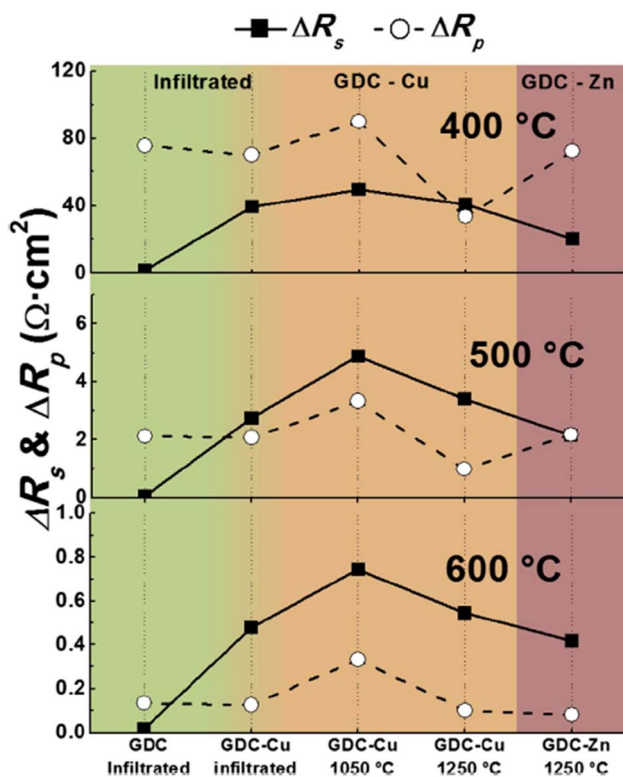 ΔRs ΔRp
Infiltrated GDC - Cu GDC - Zn
120
400 °C
80
40
0
ΔRs & ΔRp (Ω·cm²)
6
500 °C
4
2
0
1.0
600 °C
0.8
0.6
0.4
0.2
0.0
GDC GDC-Cu GDC-Cu GDC-Cu GDC-Zn
Infiltrated infiltrated 1050 °C 1250 °C 1250 °C